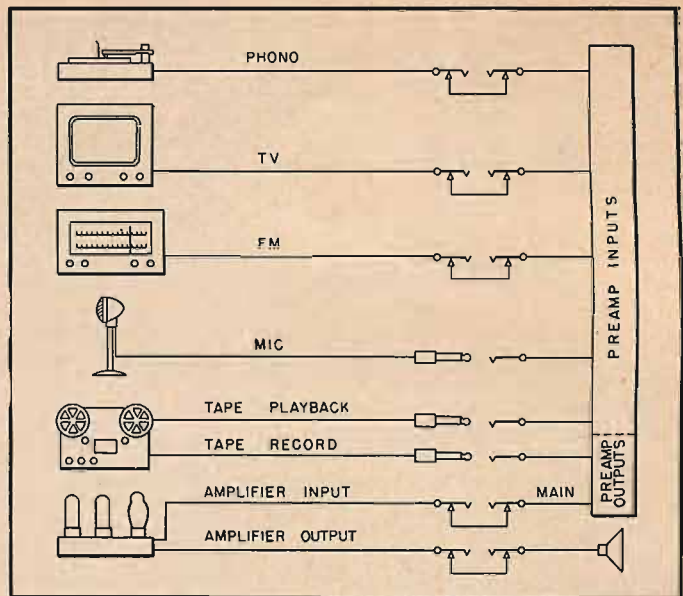 PHONO
TV
FM
MIC
TAPE PLAYBACK
TAPE RECORD
AMPLIFIER INPUT
MAIN
AMPLIFIER OUTPUT
PREAMP INPUTS
PREAMP
OUTPUTS